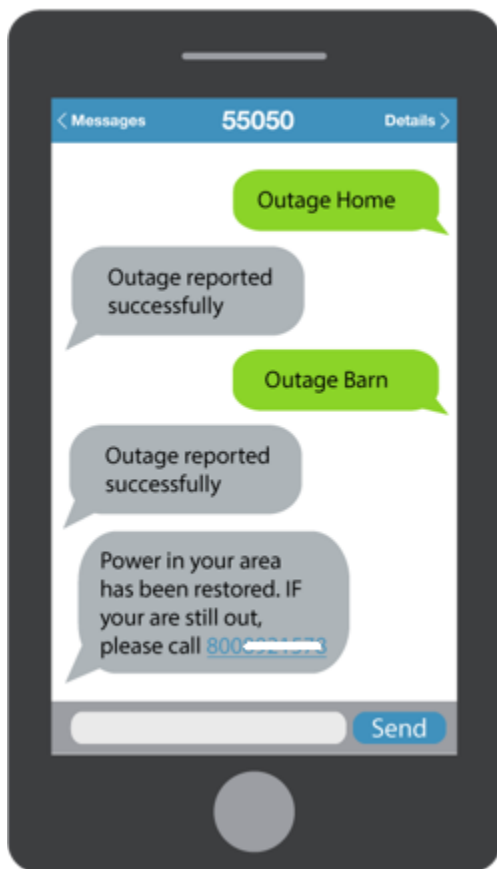 < Messages 55050 Details >
Outage Home
Outage reported
successfully
Outage Barn
Outage reported
successfully
Power in your area
has been restored. IF
your are still out,
please call
Send